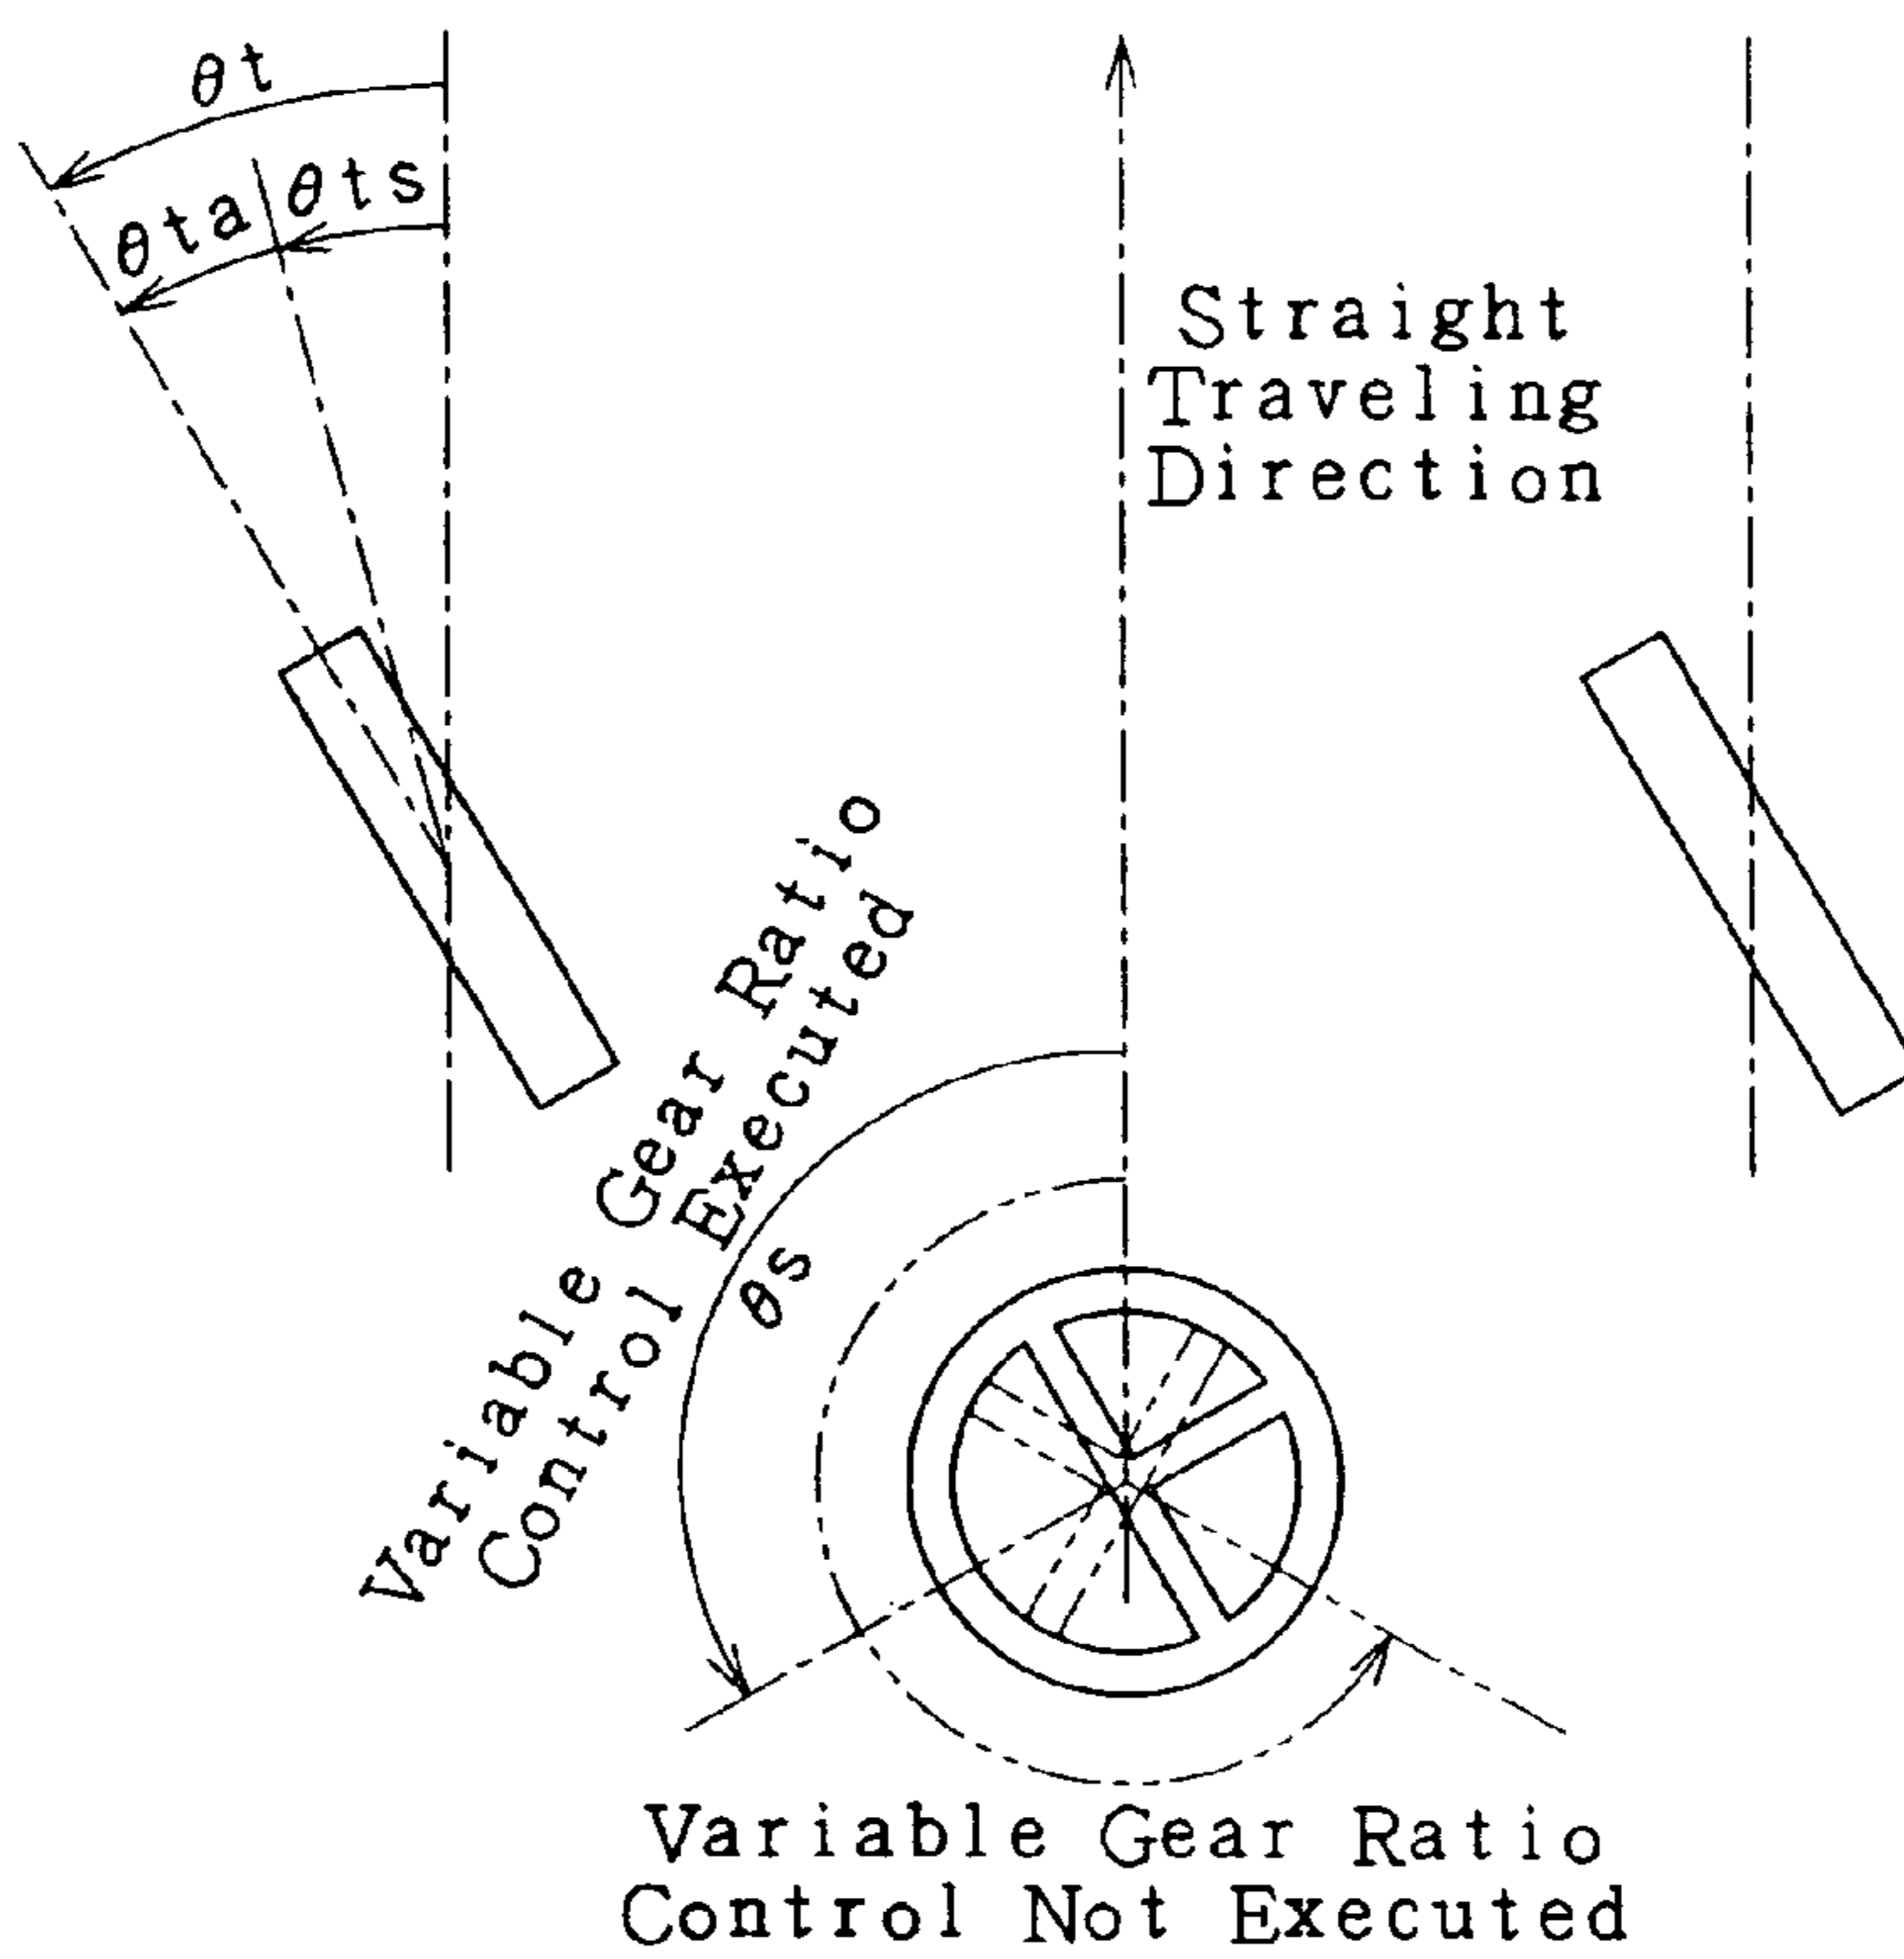 θt
θta
θts
Straight
Traveling
Direction
Variable Gear Ratio
Control Executed
θs
Variable Gear Ratio
Control Not Executed